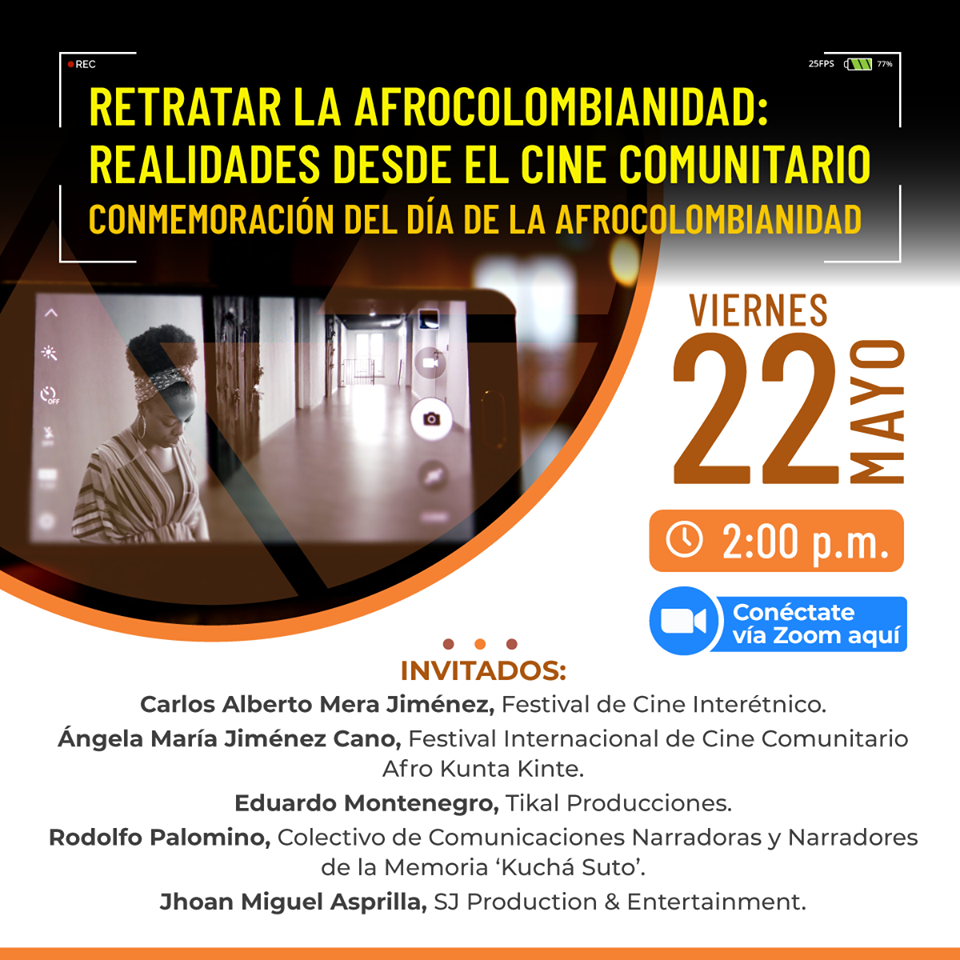 REC
25FPS 77%
RETRATAR LA AFROCOLOMBIANIDAD:
REALIDADES DESDE EL CINE COMUNITARIO
CONMEMORACIÓN DEL DÍA DE LA AFROCOLOMBIANIDAD
OFF
VIERNES
22
MAYO
2:00 p.m.
Conéctate
vía Zoom aquí
INVITADOS:
Carlos Alberto Mera Jiménez, Festival de Cine Interétnico.
Ángela María Jiménez Cano, Festival Internacional de Cine Comunitario
Afro Kunta Kinte.
Eduardo Montenegro, Tikal Producciones.
Rodolfo Palomino, Colectivo de Comunicaciones Narradoras y Narradores
de la Memoria ‘Kuchá Suto’.
Jhoan Miguel Asprilla, SJ Production & Entertainment.